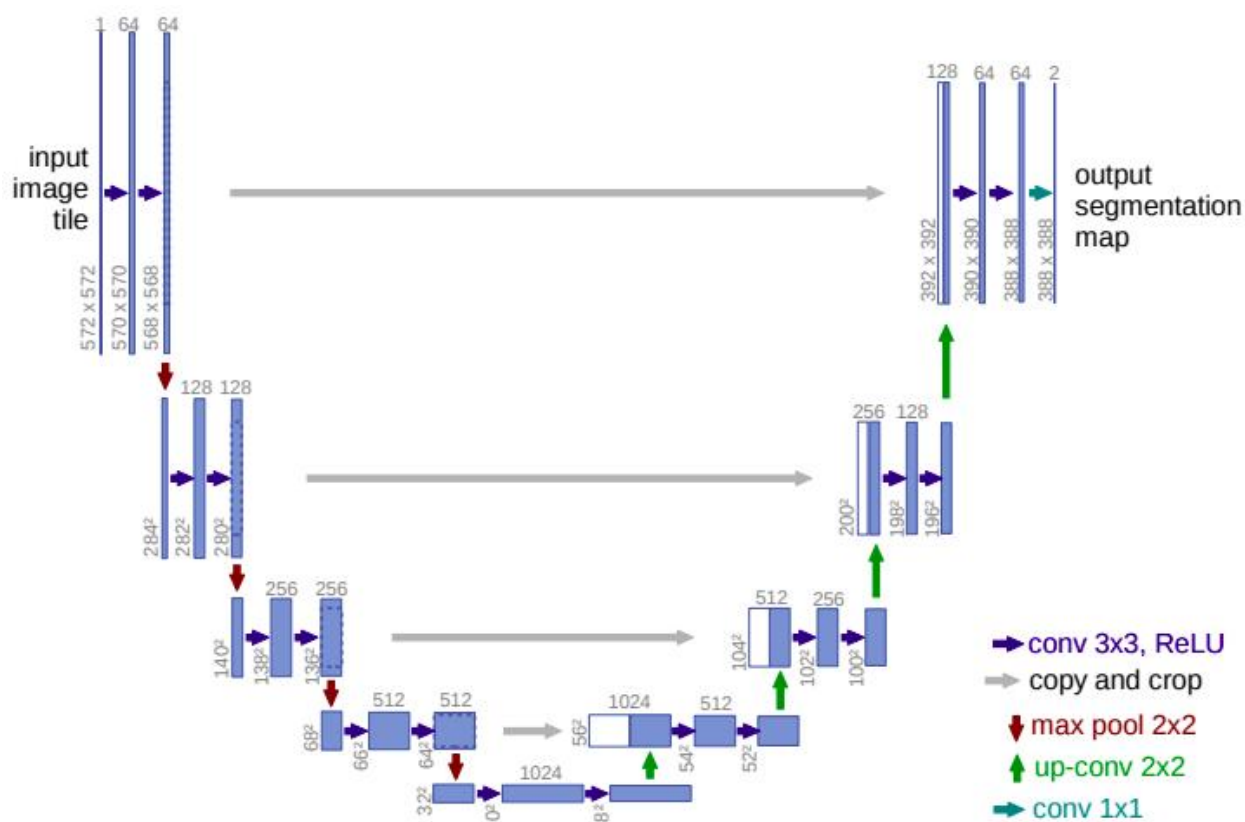 1 64 64
input
image
tile
572 x 572
570 x 570
568 x 568
128 64 64 2
392 x 392
390 x 390
388 x 388
388 x 388
output
segmentation
map
128 128
284²
282²
280²
256 128
200²
198²
196²
256 256
140²
138²
136²
512 256
104²
102²
100²
512 512
68²
66²
64²
1024 512
56²
54²
52²
1024
32²
0²
8²
conv 3x3, ReLU
copy and crop
max pool 2x2
up-conv 2x2
conv 1x1